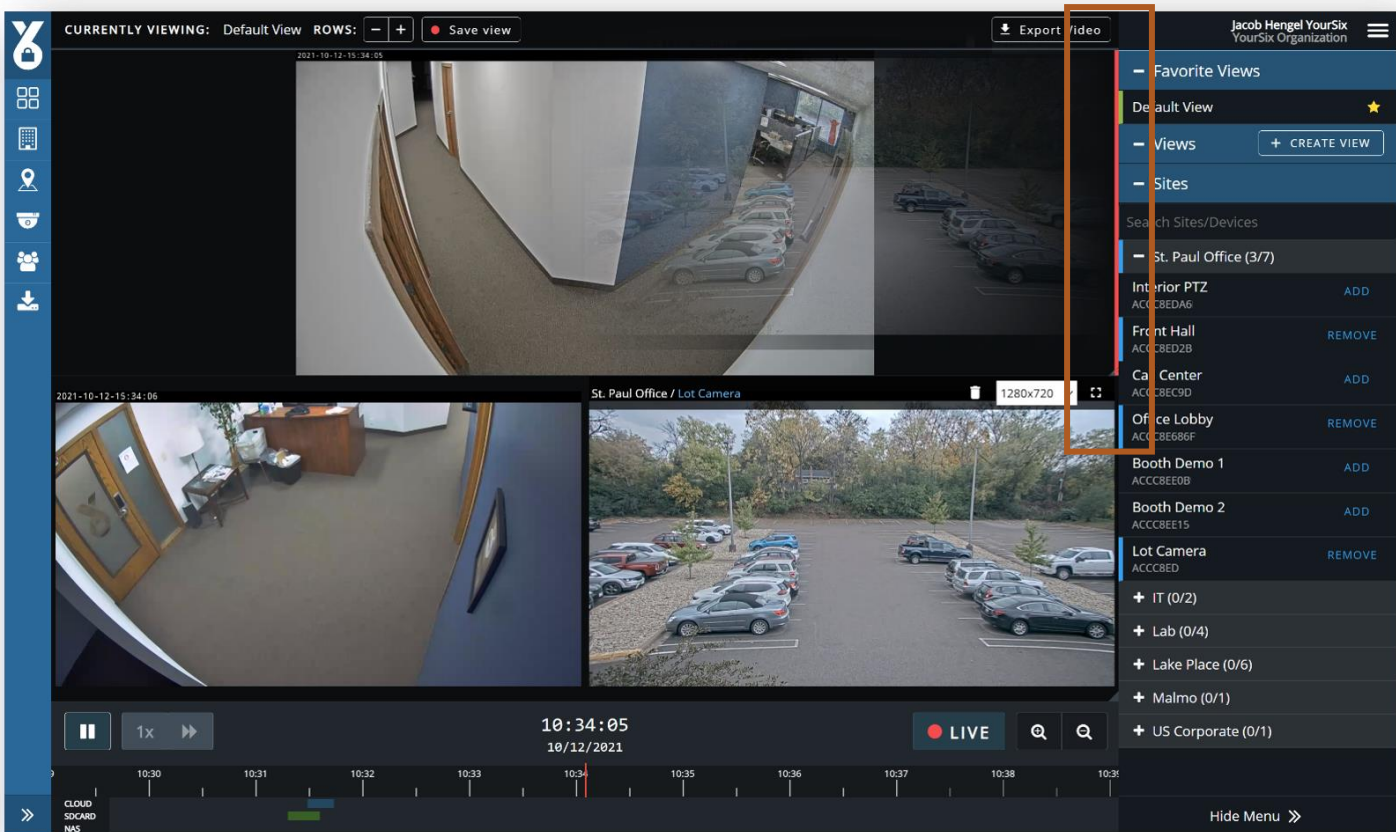 CURRENTLY VIEWING: Default View ROWS: - + Save view
Export Video
Jacob Hengel YourSix
YourSix Organization
2021-10-12-15:34:05
Favorite Views
Default View
Views + CREATE VIEW
Sites
Search Sites/Devices
St. Paul Office (3/7)
Interior PTZ ADD
ACCC8EDA6
Front Hall REMOVE
ACCC8ED2B
Call Center ADD
ACCC8EC9D
Office Lobby REMOVE
ACCC8E686F
Booth Demo 1 ADD
ACCC8EE0B
Booth Demo 2 ADD
ACCC8EE15
Lot Camera REMOVE
ACCC8ED
IT (0/2)
Lab (0/4)
Lake Place (0/6)
Malmo (0/1)
US Corporate (0/1)
Hide Menu
2021-10-12-15:34:06
St. Paul Office / Lot Camera 1280x720
1x
10:34:05
10/12/2021
LIVE
10:30 10:31 10:32 10:33 10:34 10:35 10:36 10:37 10:38 10:39
CLOUD
SDCARD
NAS